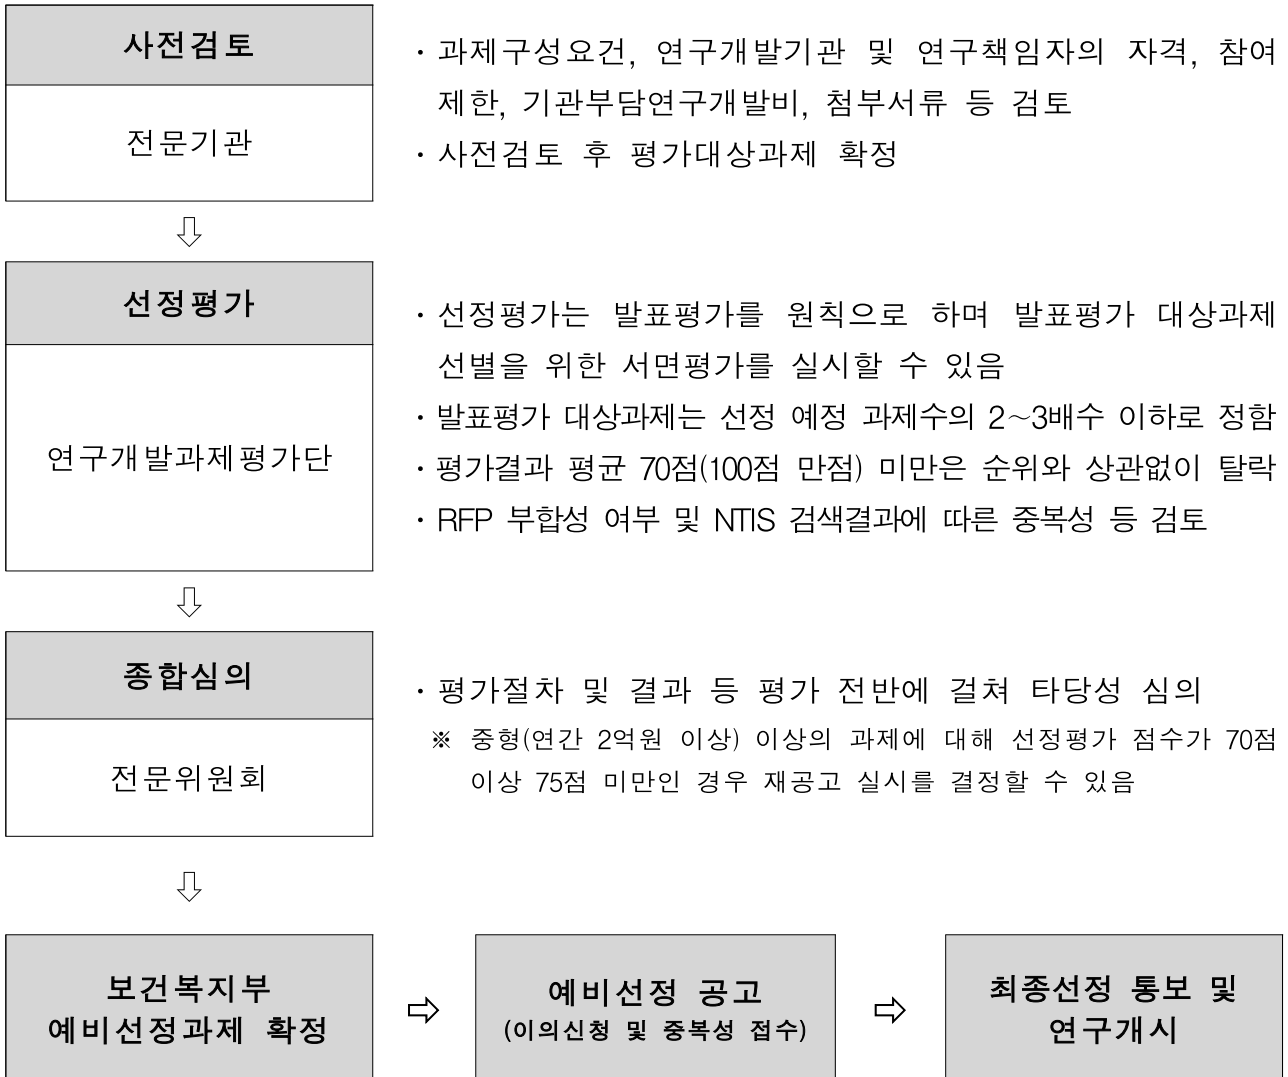 사전검토
전문기관
· 과제구성요건, 연구개발기관 및 연구책임자의 자격, 참여
제한, 기관부담연구개발비, 첨부서류 등 검토
· 사전검토 후 평가대상과제 확정
⇩
선정평가
연구개발과제평가단
· 선정평가는 발표평가를 원칙으로 하며 발표평가 대상과제
선별을 위한 서면평가를 실시할 수 있음
· 발표평가 대상과제는 선정 예정 과제수의 2~3배수 이하로 정함
· 평가결과 평균 70점(100점 만점) 미만은 순위와 상관없이 탈락
· RFP 부합성 여부 및 NTIS 검색결과에 따른 중복성 등 검토
⇩
종합심의
전문위원회
· 평가절차 및 결과 등 평가 전반에 걸쳐 타당성 심의
※ 중형(연간 2억원 이상) 이상의 과제에 대해 선정평가 점수가 70점
이상 75점 미만인 경우 재공고 실시를 결정할 수 있음
⇩
보건복지부
예비선정과제 확정
⇨
예비선정 공고
(이의신청 및 중복성 접수)
⇨
최종선정 통보 및
연구개시